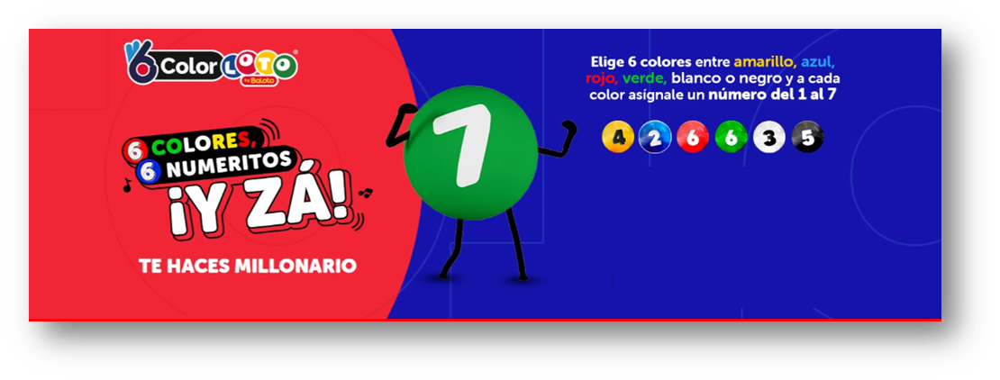 6 Color LOTO
by Baloto
6 COLORES,
6 NUMERITOS
¡Y ZÁ!
TE HACES MILLONARIO
7
Elige 6 colores entre amarillo, azul,
rojo, verde, blanco o negro y a cada
color asígnale un número del 1 al 7
4 2 6 6 3 5